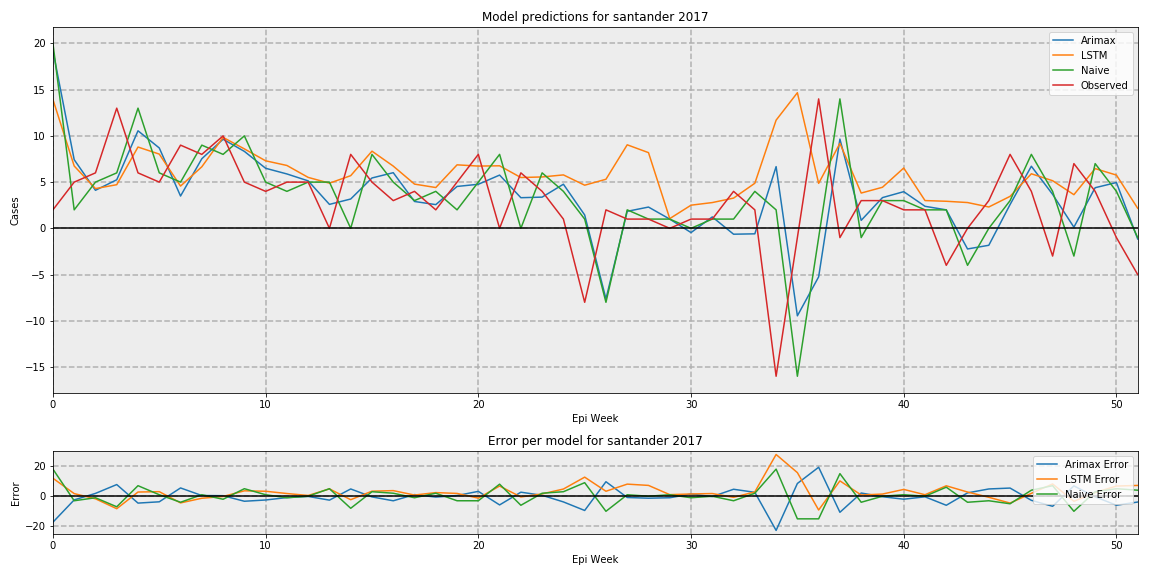 Model predictions for santander 2017
20
15
10
5
0
−5
−10
−15
Cases
Arimax
LSTM
Naive
Observed
0 10 20 30 40 50
Epi Week
Error per model for santander 2017
20
0
−20
Error
Arimax Error
LSTM Error
Naive Error
0 10 20 30 40 50
Epi Week